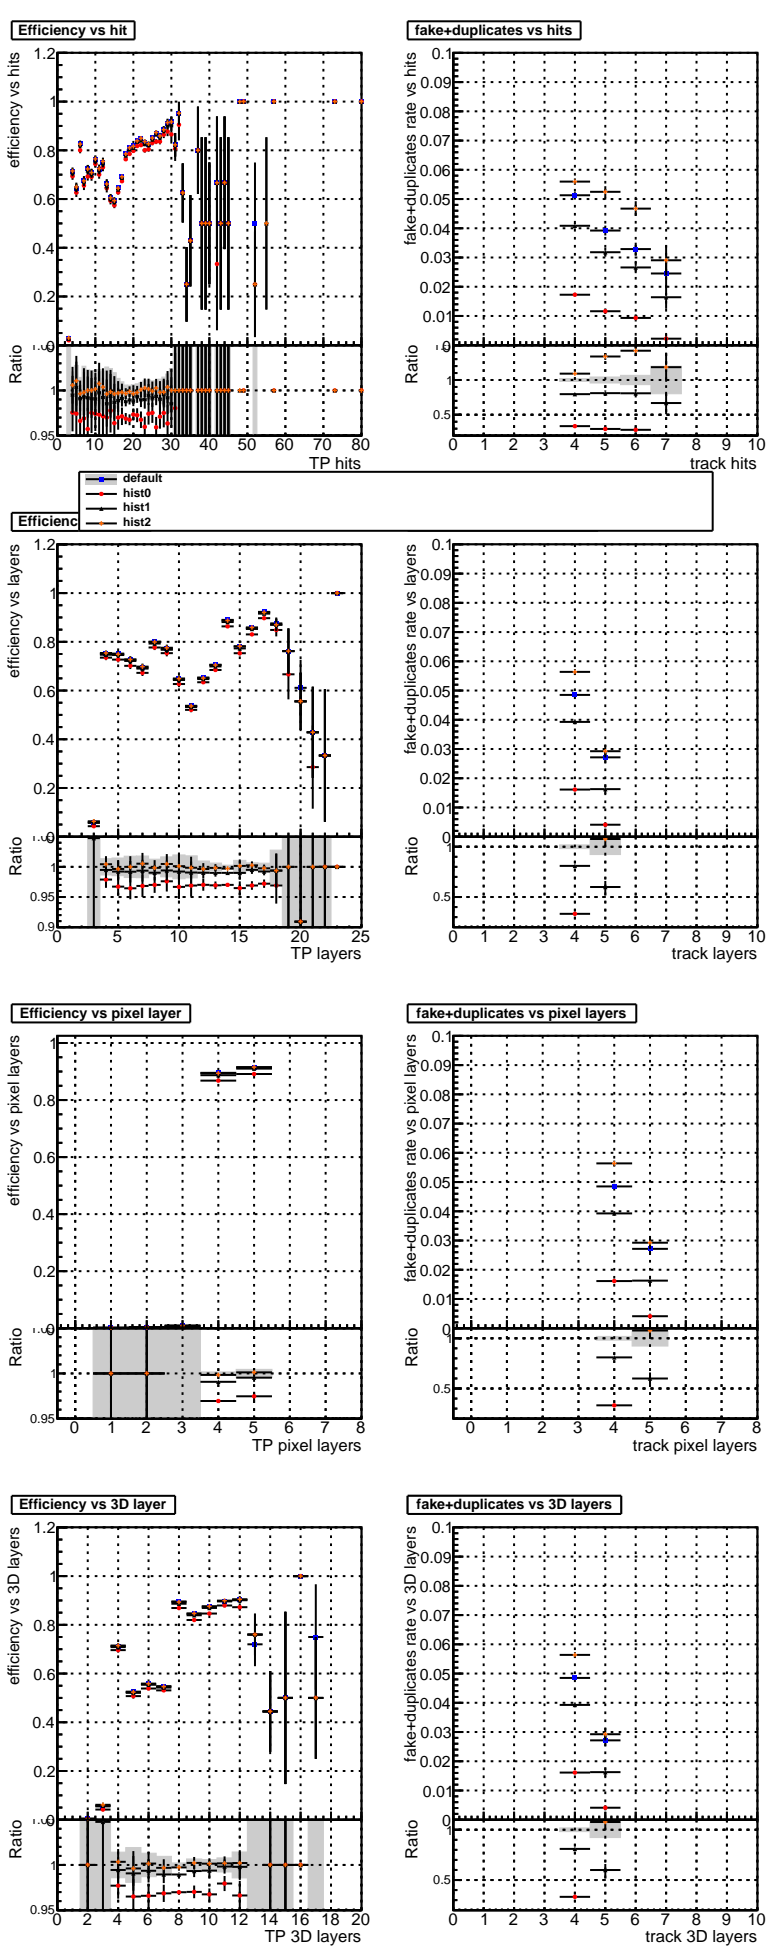 Efficiency vs hit
fake+duplicates vs hits
efficiency vs hits
1.2
1
0.8
0.6
0.4
0.2
0
fake+duplicates rate vs hits
0.1
0.09
0.08
0.07
0.06
0.05
0.04
0.03
0.02
0.01
0
Ratio
1
0.95
0 10 20 30 40 50 60 70 80
TP hits
Ratio
1
0.5
0 1 2 3 4 5 6 7 8 9 10
track hits
default
hist0
hist1
hist2
Efficienc
efficiency vs layers
1.2
1
0.8
0.6
0.4
0.2
fake+duplicates rate vs layers
0.1
0.09
0.08
0.07
0.06
0.05
0.04
0.03
0.02
0.01
0
Ratio
1
0.95
0.9
0 5 10 15 20 25
TP layers
Ratio
1
0.5
0 1 2 3 4 5 6 7 8 9 10
track layers
Efficiency vs pixel layer
fake+duplicates vs pixel layers
efficiency vs pixel layers
1
0.8
0.6
0.4
0.2
0
fake+duplicates rate vs pixel layers
0.1
0.09
0.08
0.07
0.06
0.05
0.04
0.03
0.02
0.01
0
Ratio
1
0.95
0 1 2 3 4 5 6 7 8
TP pixel layers
Ratio
1
0.5
0 1 2 3 4 5 6 7 8
track pixel layers
Efficiency vs 3D layer
fake+duplicates vs 3D layers
efficiency vs 3D layers
1.2
1
0.8
0.6
0.4
0.2
0
fake+duplicates rate vs 3D layers
0.1
0.09
0.08
0.07
0.06
0.05
0.04
0.03
0.02
0.01
0
Ratio
1
0.95
0 2 4 6 8 10 12 14 16 18 20
TP 3D layers
Ratio
1
0.5
0 1 2 3 4 5 6 7 8 9 10
track 3D layers